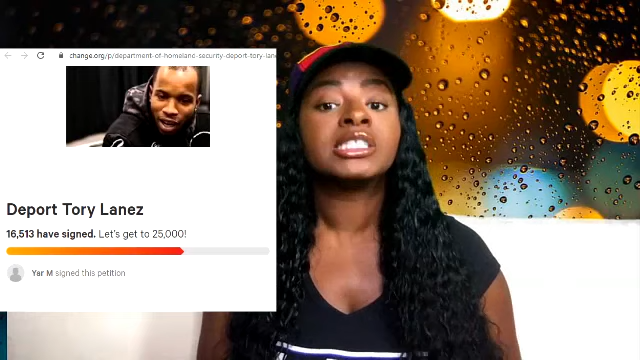 change.org/p/department-of-homeland-security-deport-tory-lane
Deport Tory Lanez
16,513 have signed. Let's get to 25,000!
Yar M signed this petition